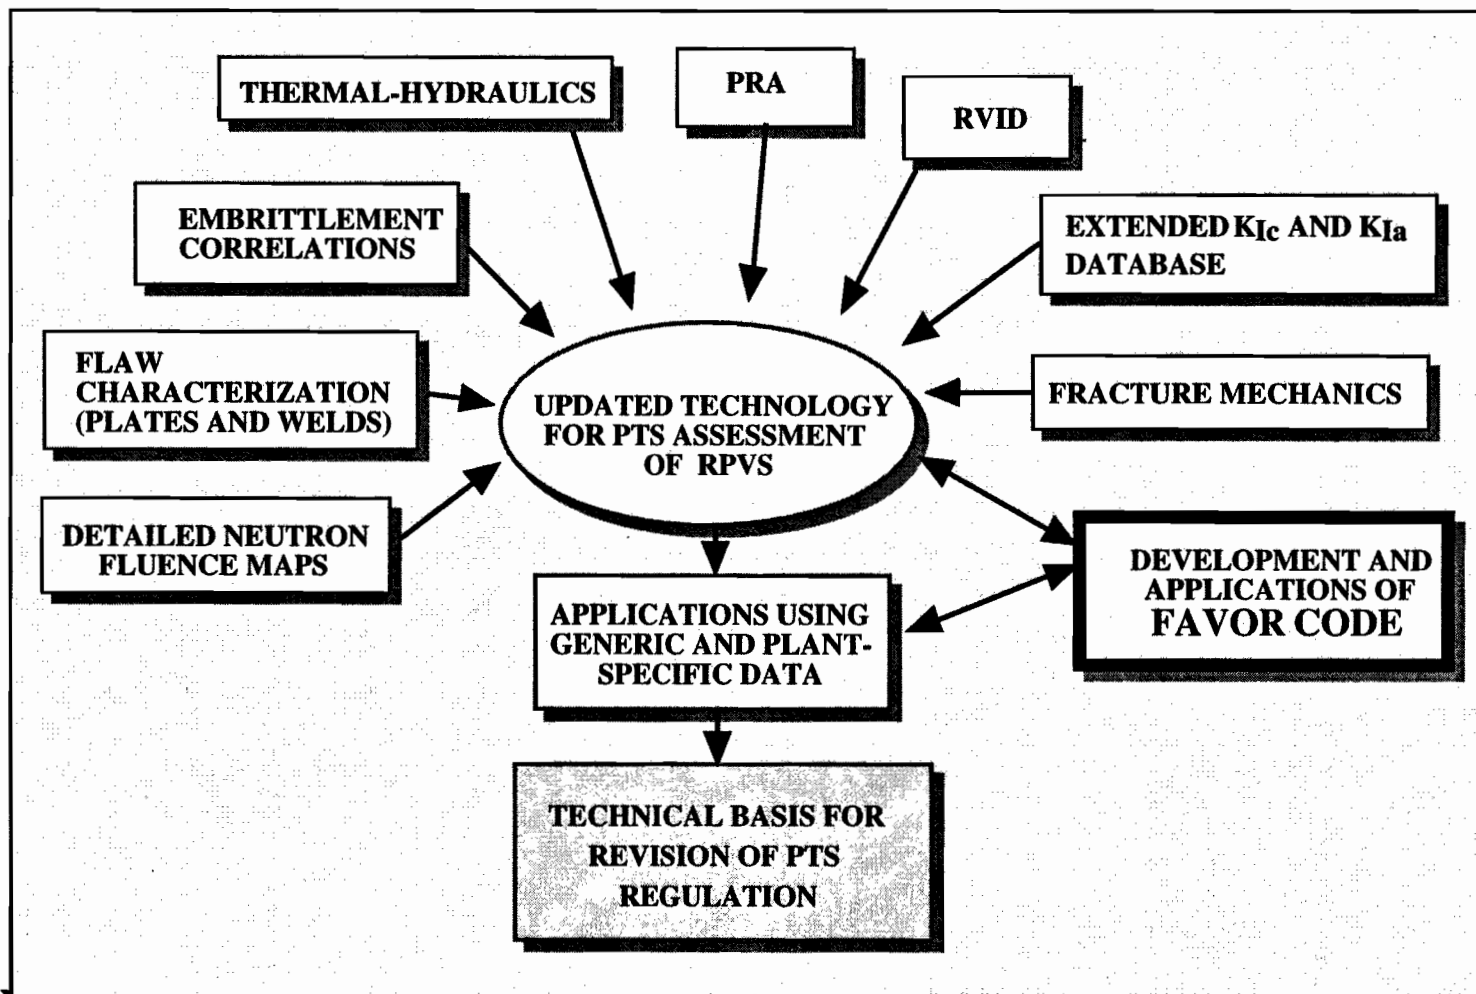 THERMAL-HYDRAULICS
PRA
RVID
EMBRITTLEMENT
CORRELATIONS
EXTENDED KIc AND KIa
DATABASE
FLAW
CHARACTERIZATION
(PLATES AND WELDS)
UPDATED TECHNOLOGY
FOR PTS ASSESSMENT
OF RPVS
FRACTURE MECHANICS
DETAILED NEUTRON
FLUENCE MAPS
DEVELOPMENT AND
APPLICATIONS OF
FAVOR CODE
APPLICATIONS USING
GENERIC AND PLANT-
SPECIFIC DATA
TECHNICAL BASIS FOR
REVISION OF PTS
REGULATION